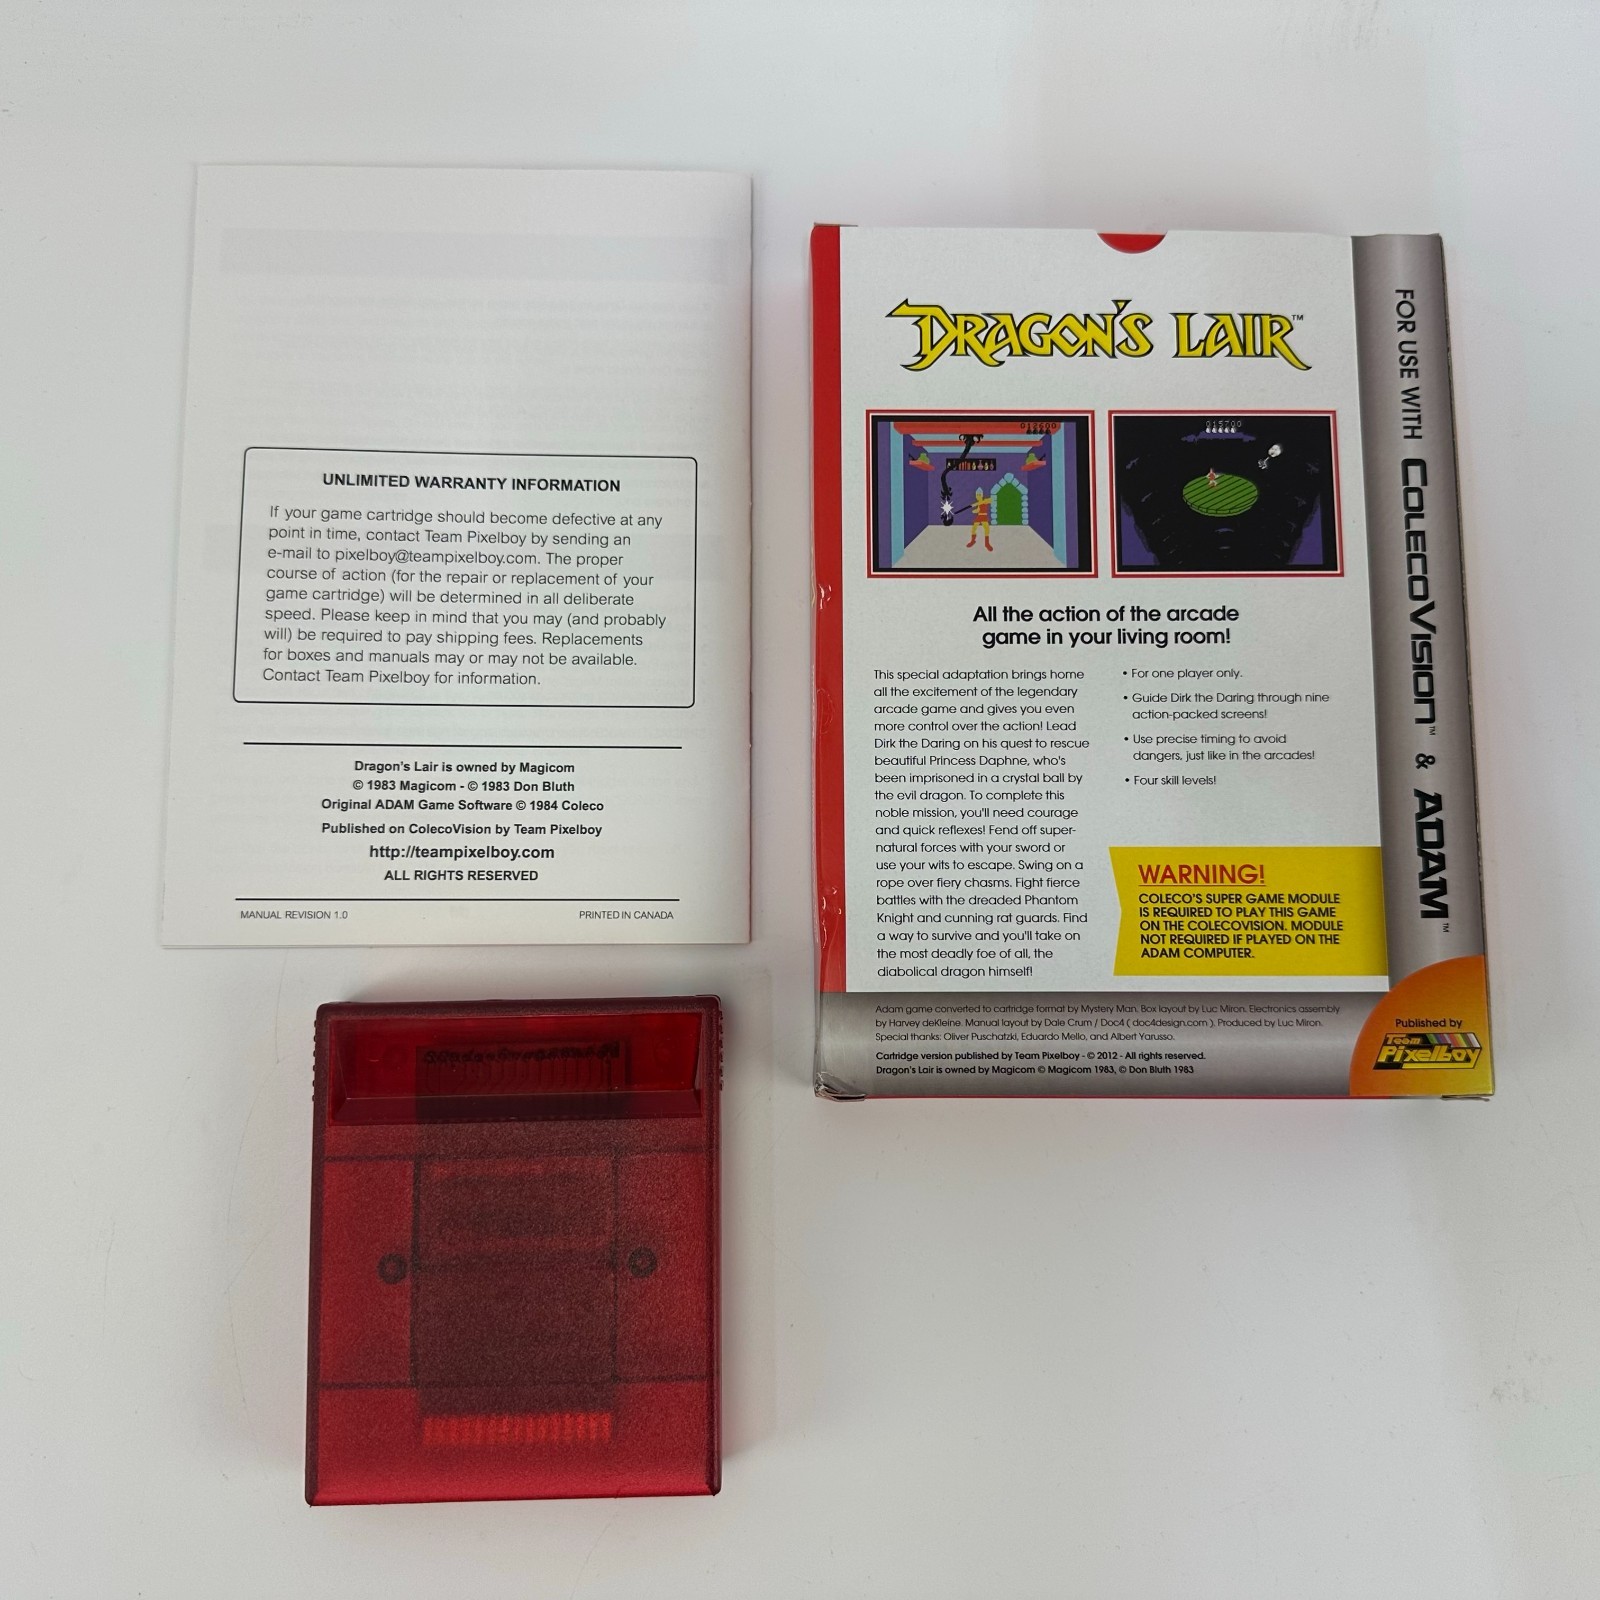 UNLIMITED WARRANTY INFORMATION
If your game cartridge should become defective at any
point in time, contact Team Pixelboy by sending an
e-mail to pixelboy@teampixelboy.com. The proper
course of action (for the repair or replacement of your
game cartridge) will be determined in all deliberate
speed. Please keep in mind that you may (and probably
will) be required to pay shipping fees. Replacements
for boxes and manuals may or may not be available.
Contact Team Pixelboy for information.
Dragon's Lair is owned by Magicom
© 1983 Magicom - © 1983 Don Bluth
Original ADAM Game Software © 1984 Coleco
Published on ColecoVision by Team Pixelboy
http://teampixelboy.com
ALL RIGHTS RESERVED
MANUAL REVISION 1.0
PRINTED IN CANADA
DRAGON'S LAIR™
012600
015700
All the action of the arcade
game in your living room!
This special adaptation brings home
all the excitement of the legendary
arcade game and gives you even
more control over the action! Lead
Dirk the Daring on his quest to rescue
beautiful Princess Daphne, who's
been imprisoned in a crystal ball by
the evil dragon. To complete this
noble mission, you'll need courage
and quick reflexes! Fend off super-
natural forces with your sword or
use your wits to escape. Swing on a
rope over fiery chasms. Fight fierce
battles with the dreaded Phantom
Knight and cunning rat guards. Find
a way to survive and you'll take on
the most deadly foe of all, the
diabolical dragon himself!
• For one player only.
• Guide Dirk the Daring through nine
action-packed screens!
• Use precise timing to avoid
dangers, just like in the arcades!
• Four skill levels!
WARNING!
COLECO'S SUPER GAME MODULE
IS REQUIRED TO PLAY THIS GAME
ON THE COLECOVISION. MODULE
NOT REQUIRED IF PLAYED ON THE
ADAM COMPUTER.
Adam game converted to cartridge format by Mystery Man. Box layout by Luc Miron. Electronics assembly
by Harvey deKleine. Manual layout by Dale Crum / Doc4 ( doc4design.com ). Produced by Luc Miron.
Special thanks: Oliver Puschatzki, Eduardo Mello, and Albert Yarusso.
Cartridge version published by Team Pixelboy - © 2012 - All rights reserved.
Dragon's Lair is owned by Magicom © Magicom 1983, © Don Bluth 1983
Published by
Team
Pixelboy
FOR USE WITH COLECOVISION™ & ADAM™